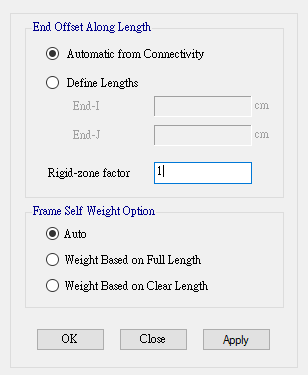 End Offset Along Length
Automatic from Connectivity
Define Lengths
End-I cm
End-J cm
Rigid-zone factor 1
Frame Self Weight Option
Auto
Weight Based on Full Length
Weight Based on Clear Length
OK Close Apply